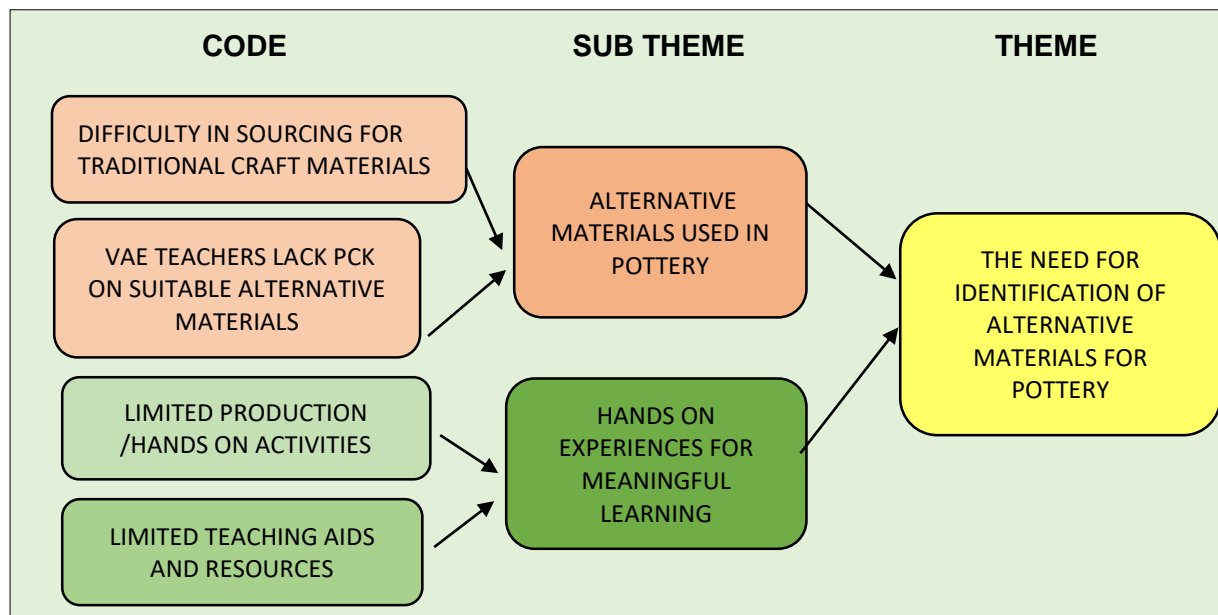 CODE
SUB THEME
THEME
DIFFICULTY IN SOURCING FOR
TRADITIONAL CRAFT MATERIALS
VAE TEACHERS LACK PCK
ON SUITABLE ALTERNATIVE
MATERIALS
LIMITED PRODUCTION
/HANDS ON ACTIVITIES
LIMITED TEACHING AIDS
AND RESOURCES
ALTERNATIVE
MATERIALS USED IN
POTTERY
HANDS ON
EXPERIENCES FOR
MEANINGFUL
LEARNING
THE NEED FOR
IDENTIFICATION OF
ALTERNATIVE
MATERIALS FOR
POTTERY